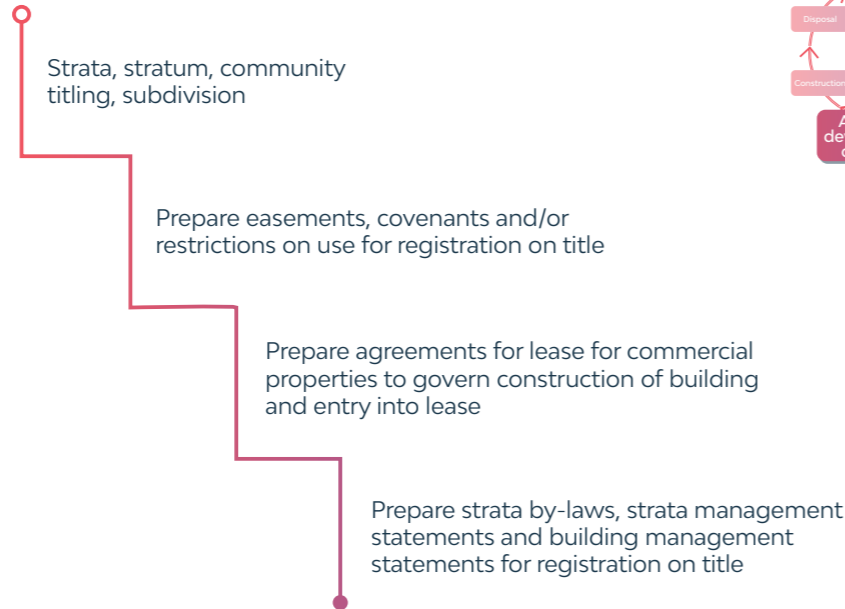 Disposal
Construction
Strata, stratum, community
titling, subdivision
Prepare easements, covenants and/or
restrictions on use for registration on title
Prepare agreements for lease for commercial
properties to govern construction of building
and entry into lease
Prepare strata by-laws, strata management
statements and building management
statements for registration on title